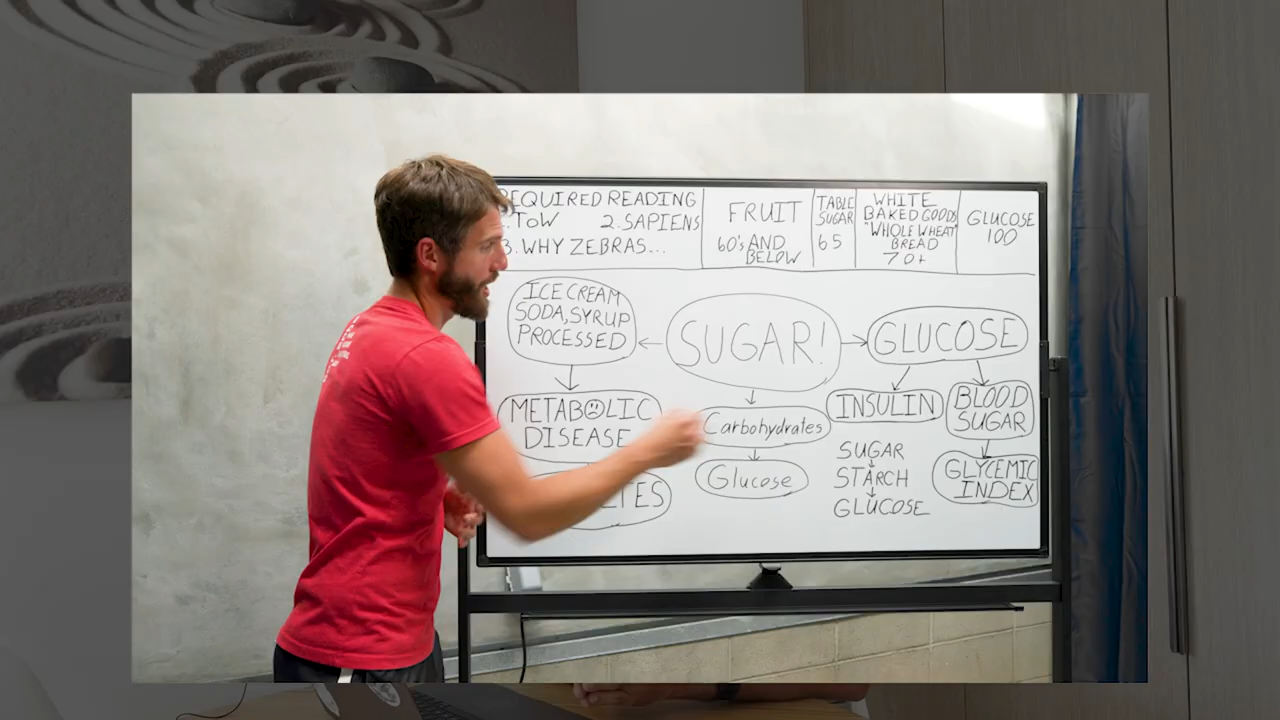 REQUIRED READING
TOW 2. SAPIENS
3. WHY ZEBRAS...
FRUIT
60's AND
BELOW
TABLE
SUGAR
65
WHITE
BAKED GOODS
"WHOLE WHEAT"
BREAD
70+
GLUCOSE
100
ICE CREAM
SODA, SYRUP
PROCESSED
SUGAR!
GLUCOSE
METABOLIC
DISEASE
Carbohydrates
Glucose
INSULIN
BLOOD
SUGAR
SUGAR
STARCH
GLUCOSE
GLYCEMIC
INDEX